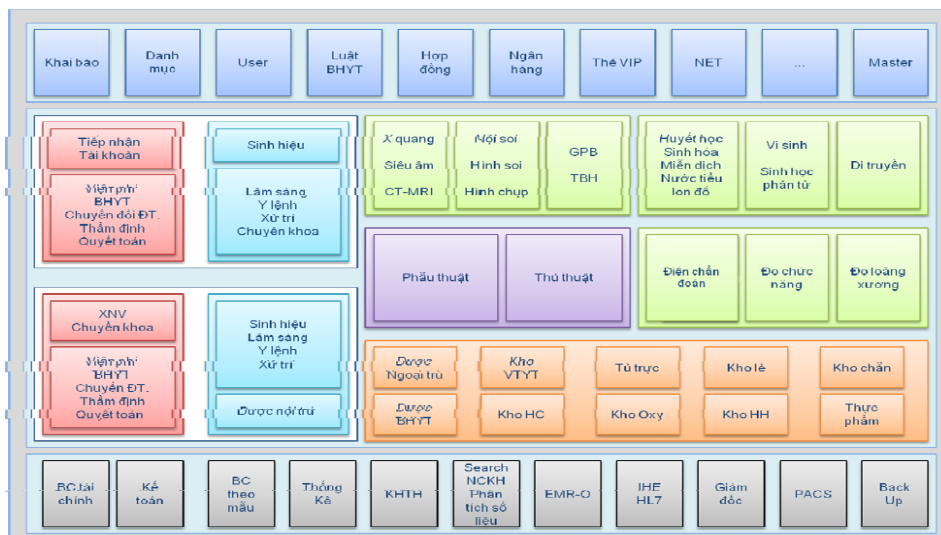 Khai báo
Danh
mục
User
Luật
BHYT
Hợp
đồng
Ngân
hàng
Thẻ VIP
NET
...
Master
Tiếp nhận
Tài khoản
Viện phí
BHYT
Chuyển đổi ĐT.
Thẩm định
Quyết toán
Sinh hiệu
Lâm sàng
Y lệnh
Xử trí
Chuyên khoa
X quang
Siêu âm
CT-MRI
Nội soi
Hình soi
Hình chụp
GPB
TBH
Huyết học
Sinh hóa
Miễn dịch
Nước tiểu
Ion đồ
Vi sinh
Sinh học
phân tử
Di truyền
Phẫu thuật
Thủ thuật
Điện chẩn
đoán
Đo chức
năng
Đo loãng
xương
XNV
Chuyển khoa
Viện phí
BHYT
Chuyển ĐT.
Thẩm định
Quyết toán
Sinh hiệu
Lâm sàng
Y lệnh
Xử trí
Dược nội trú
Dược
Ngoại trú
Kho
VTYT
Tủ trực
Kho lẻ
Kho chẵn
Dược
BHYT
Kho HC
Kho Oxy
Kho HH
Thực
phẩm
BC tài
chính
Kế
toán
BC
theo
mẫu
Thống
Kê
KHTH
Search
NCKH
Phân
tích số
liệu
EMR-O
IHE
HL7
Giám
đốc
PACS
Back
Up